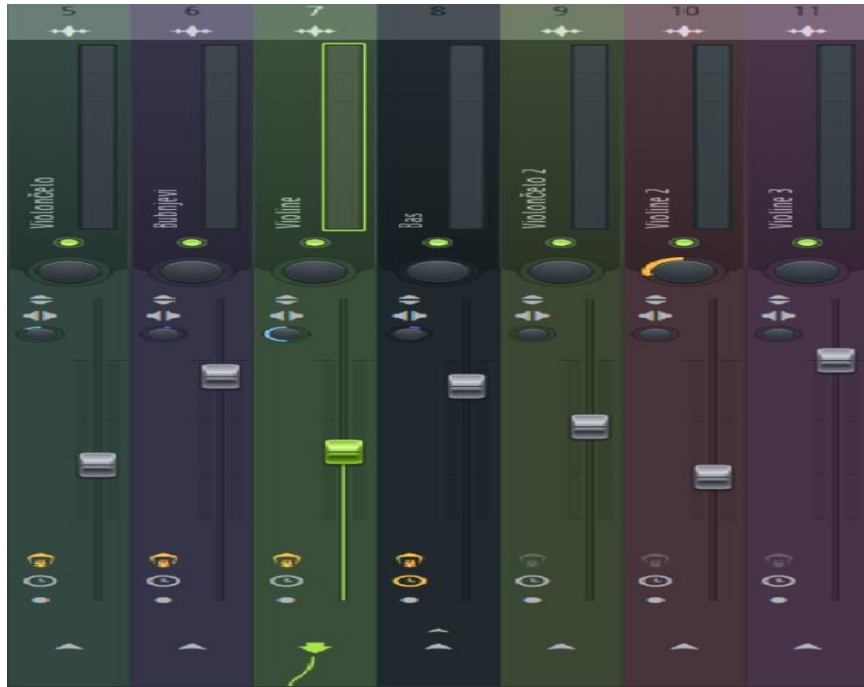 5
6
7
8
9
10
11
Violončelo
Bubnjevi
Violine
Bas
Violončelo 2
Violine 2
Violine 3